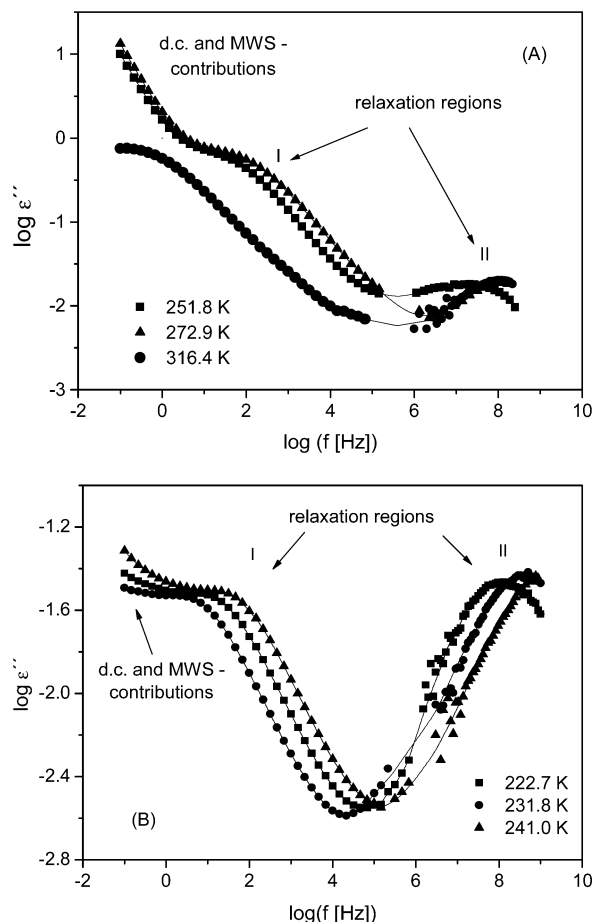 d.c. and MWS -
contributions
(A)
relaxation regions
I
II
log ε´´
1
0
-1
-2
-3
251.8 K
272.9 K
316.4 K
-2 0 2 4 6 8 10
log (f [Hz])
relaxation regions
I
II
log ε´´
-1.2
-1.6
-2.0
-2.4
-2.8
d.c. and MWS -
contributions
(B)
222.7 K
231.8 K
241.0 K
-2 0 2 4 6 8 10
log(f [Hz])